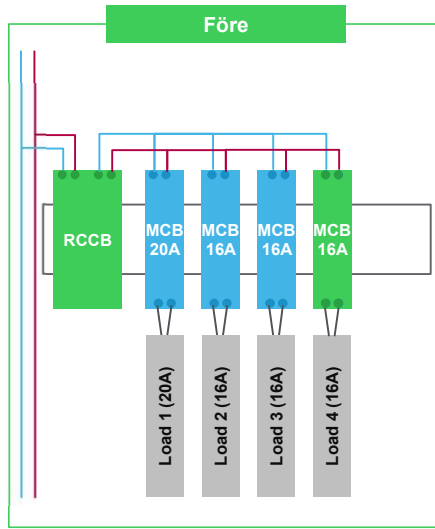 Före
RCCB
MCB
20A
MCB
16A
MCB
16A
MCB
16A
Load 1 (20A)
Load 2 (16A)
Load 3 (16A)
Load 4 (16A)